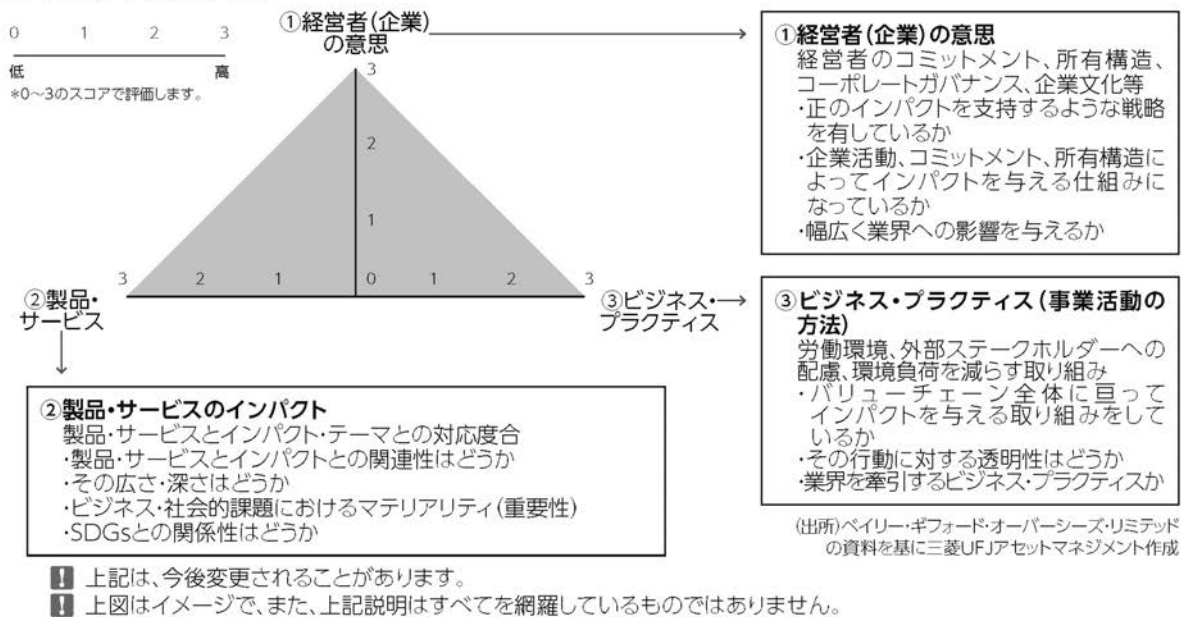 0 1 2 3
低 高
*0～3のスコアで評価します。
①経営者(企業)
の意思
3
2
1
3 2 1 0 1 2 3
②製品・
サービス
③ビジネス・
プラクティス
①経営者(企業)の意思
経営者のコミットメント、所有構造、
コーポレートガバナンス、企業文化等
・正のインパクトを支持するような戦略
を有しているか
・企業活動、コミットメント、所有構造に
よってインパクトを与える仕組みに
なっているか
・幅広く業界への影響を与えるか
③ビジネス・プラクティス(事業活動の
方法)
労働環境、外部ステークホルダーへの
配慮、環境負荷を減らす取り組み
・バリューチェーン全体に亘って
インパクトを与える取り組みをして
いるか
・その行動に対する透明性はどうか
・業界を牽引するビジネス・プラクティスか
②製品・サービスのインパクト
製品・サービスとインパクト・テーマとの対応度合
・製品・サービスとインパクトとの関連性はどうか
・その広さ・深さはどうか
・ビジネス・社会的課題におけるマテリアリティ(重要性)
・SDGsとの関係性はどうか
(出所)ベイリー・ギフォード・オーバーシーズ・リミテッド
の資料を基に三菱UFJアセットマネジメント作成
! 上記は、今後変更されることがあります。
! 上図はイメージで、また、上記説明はすべてを網羅しているものではありません。